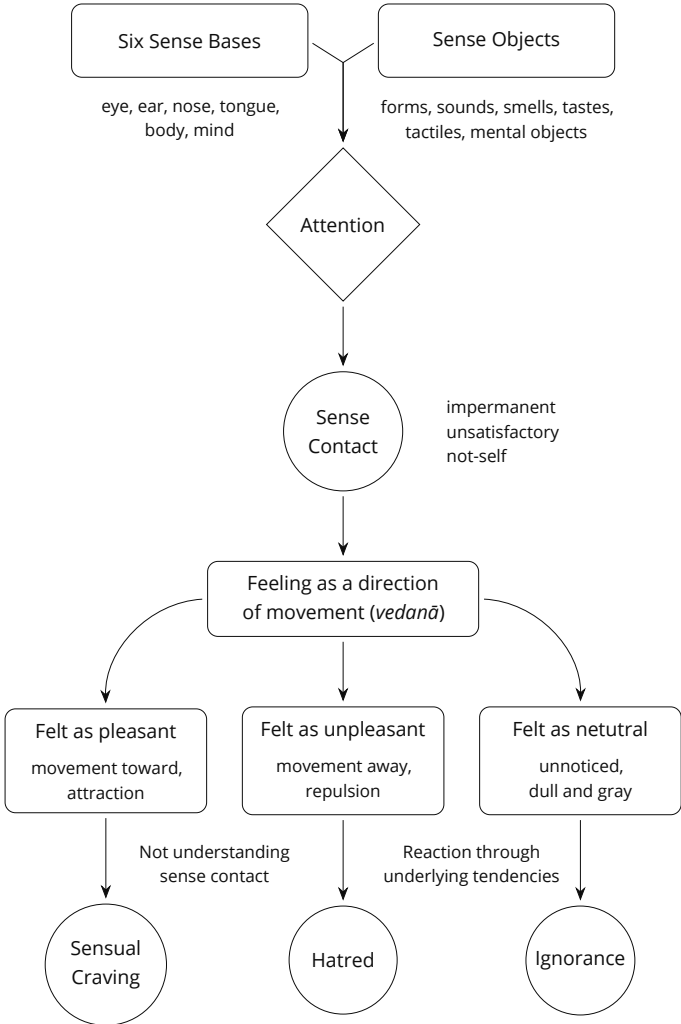 Six Sense Bases
Sense Objects
eye, ear, nose, tongue,
body, mind
forms, sounds, smells, tastes,
tactiles, mental objects
Attention
Sense
Contact
impermanent
unsatisfactory
not-self
Feeling as a direction
of movement (vedanā)
Felt as pleasant
movement toward,
attraction
Felt as unpleasant
movement away,
repulsion
Felt as netutral
unnoticed,
dull and gray
Not understanding
sense contact
Reaction through
underlying tendencies
Sensual
Craving
Hatred
Ignorance